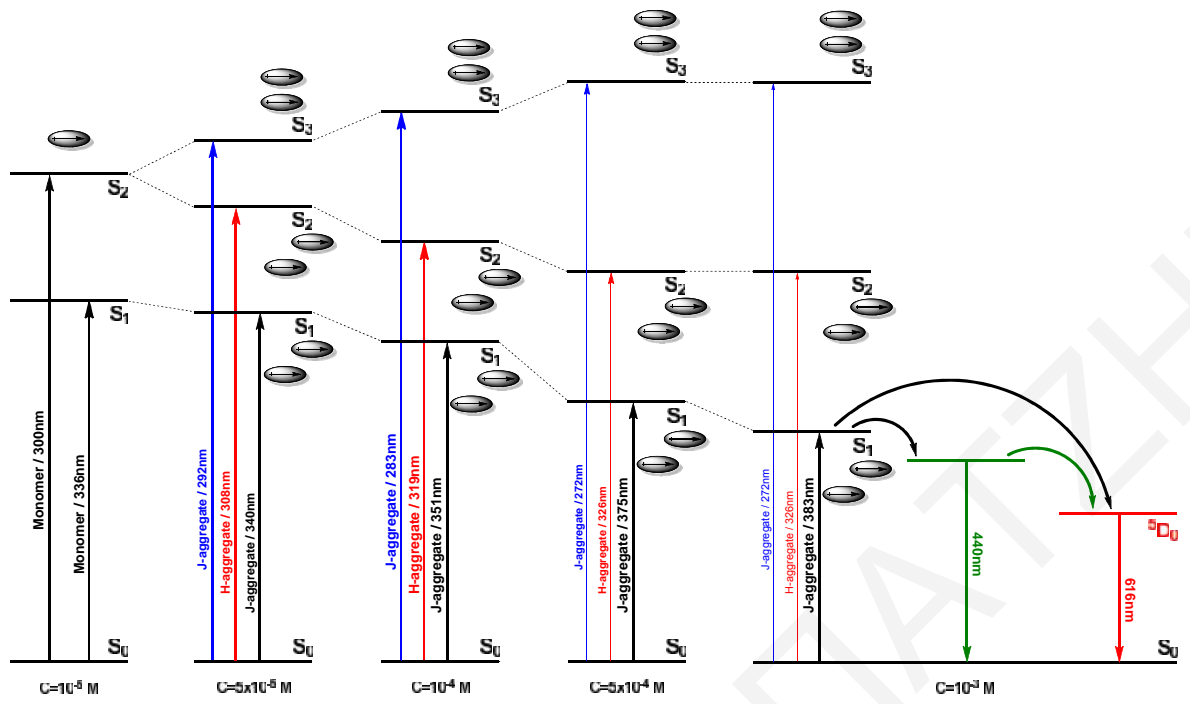 S₃
S₃
S₃
S₃
S₂
S₂
S₂
S₂
S₂
S₁
S₁
S₁
S₁
S₁
Monomer / 300nm
Monomer / 336nm
J-aggregate / 292nm
H-aggregate / 308nm
J-aggregate / 340nm
J-aggregate / 283nm
H-aggregate / 319nm
J-aggregate / 351nm
J-aggregate / 272nm
H-aggregate / 326nm
J-aggregate / 375nm
J-aggregate / 272nm
H-aggregate / 326nm
J-aggregate / 383nm
440nm
⁵D₀
616nm
S₀
S₀
S₀
S₀
S₀
C=10⁻⁵ M
C=5x10⁻⁵ M
C=10⁻⁴ M
C=5x10⁻⁴ M
C=10⁻³ M